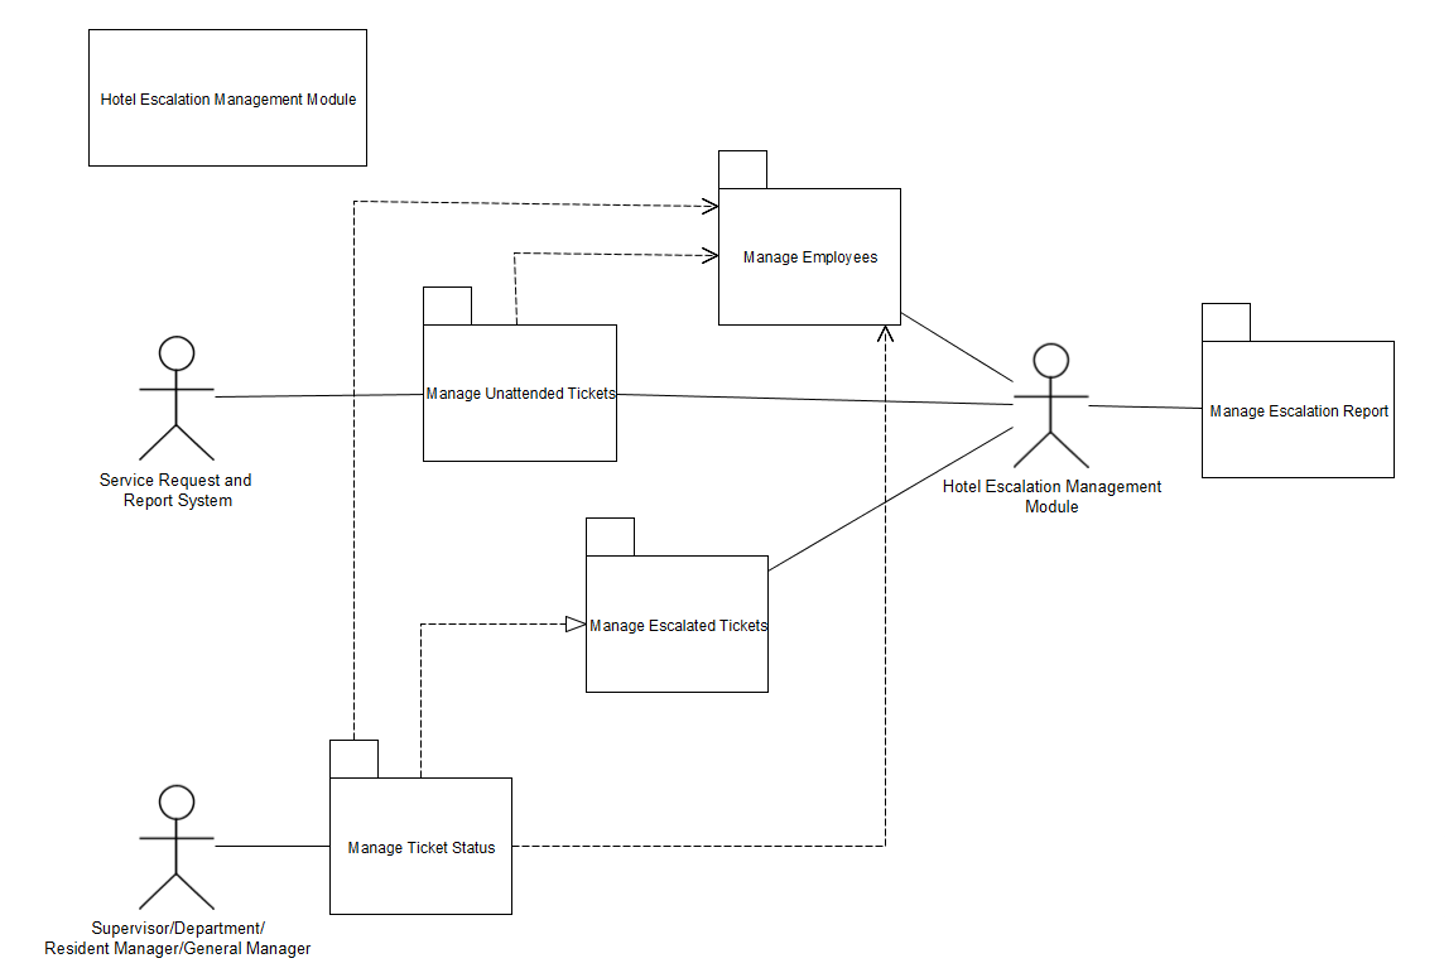 Hotel Escalation Management Module
Manage Employees
Manage Unattended Tickets
Manage Escalation Report
Service Request and
Report System
Hotel Escalation Management
Module
Manage Escalated Tickets
Manage Ticket Status
Supervisor/Department/
Resident Manager/General Manager